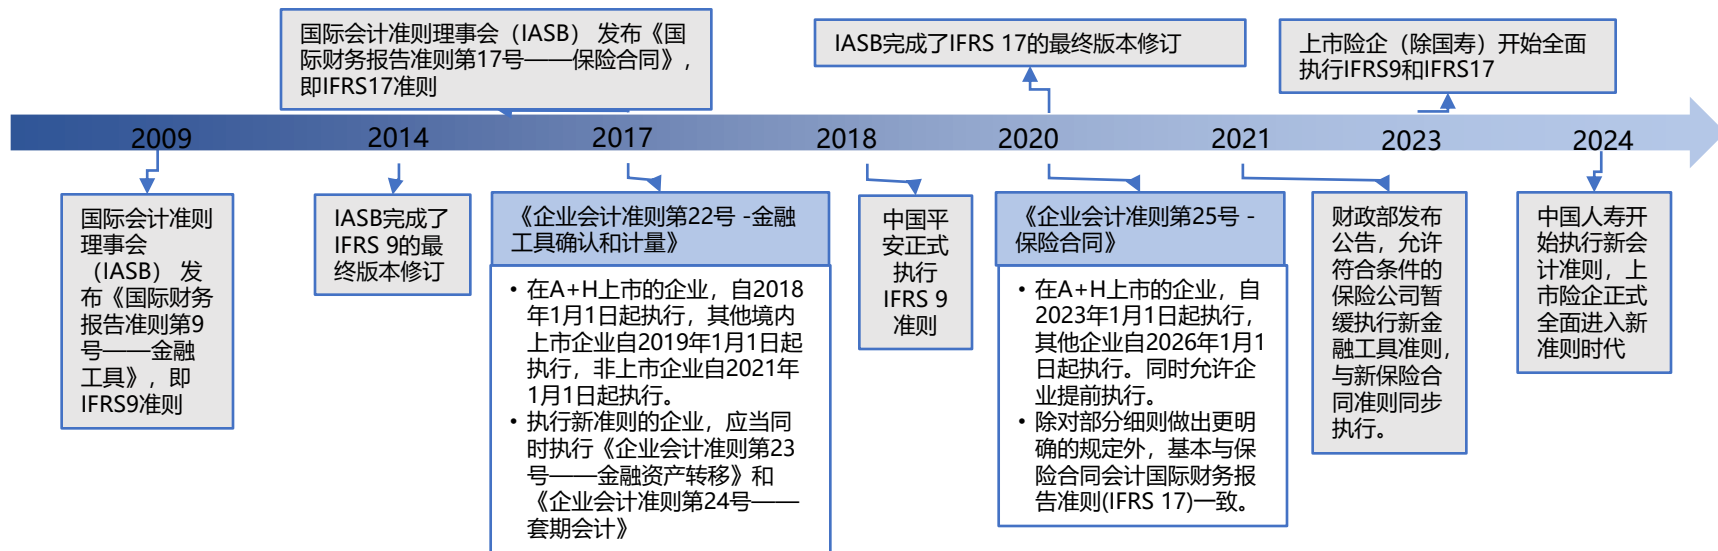 国际会计准则理事会（IASB） 发布《国
际财务报告准则第17号——保险合同》，
即IFRS17准则
IASB完成了IFRS 17的最终版本修订
上市险企（除国寿）开始全面
执行IFRS9和IFRS17
2009
2014
2017
2018
2020
2021
2023
2024
国际会计准则
理事会
（IASB） 发
布《国际财务
报告准则第9
号——金融
工具》，即
IFRS9准则
IASB完成了
IFRS 9的最
终版本修订
《企业会计准则第22号 -金融
工具确认和计量》
• 在A+H上市的企业，自2018
年1月1日起执行，其他境内
上市企业自2019年1月1日起
执行，非上市企业自2021年
1月1日起执行。
• 执行新准则的企业，应当同
时执行《企业会计准则第23
号——金融资产转移》和
《企业会计准则第24号——
套期会计》
中国平
安正式
执行
IFRS 9
准则
《企业会计准则第25号 -
保险合同》
• 在A+H上市的企业，自
2023年1月1日起执行，
其他企业自2026年1月1
日起执行。同时允许企
业提前执行。
• 除对部分细则做出更明
确的规定外，基本与保
险合同会计国际财务报
告准则(IFRS 17)一致。
财政部发布
公告，允许
符合条件的
保险公司暂
缓执行新金
融工具准则，
与新保险合
同准则同步
执行。
中国人寿开
始执行新会
计准则，上
市险企正式
全面进入新
准则时代